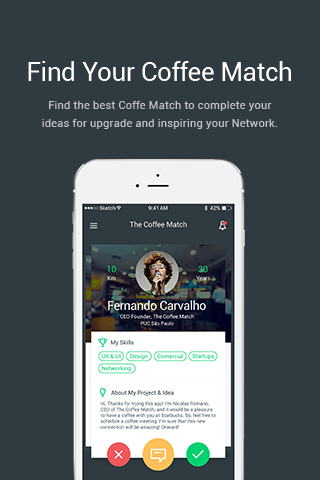 Find Your Coffee Match
Find the best Coffe Match to complete your
ideas for upgrade and inspiring your Network.
Sketch 9:41 AM 42%
The Coffee Match
10 30
Km Years
Fernando Carvalho
CEO Founder, The Coffee Match
PUC São Paulo
My Skills
UX & UI Design Comercial Startups
Networking
About My Project & Idea
Hi, Thanks for trying this app! I'm Nicolas Romano,
CEO of The Coffee Match, and it would be a pleasure
to have a coffee with you at Starbucks. So, feel free to
schedule a coffee meeting. I'm sure that this new
connection will be amazing! Onward!